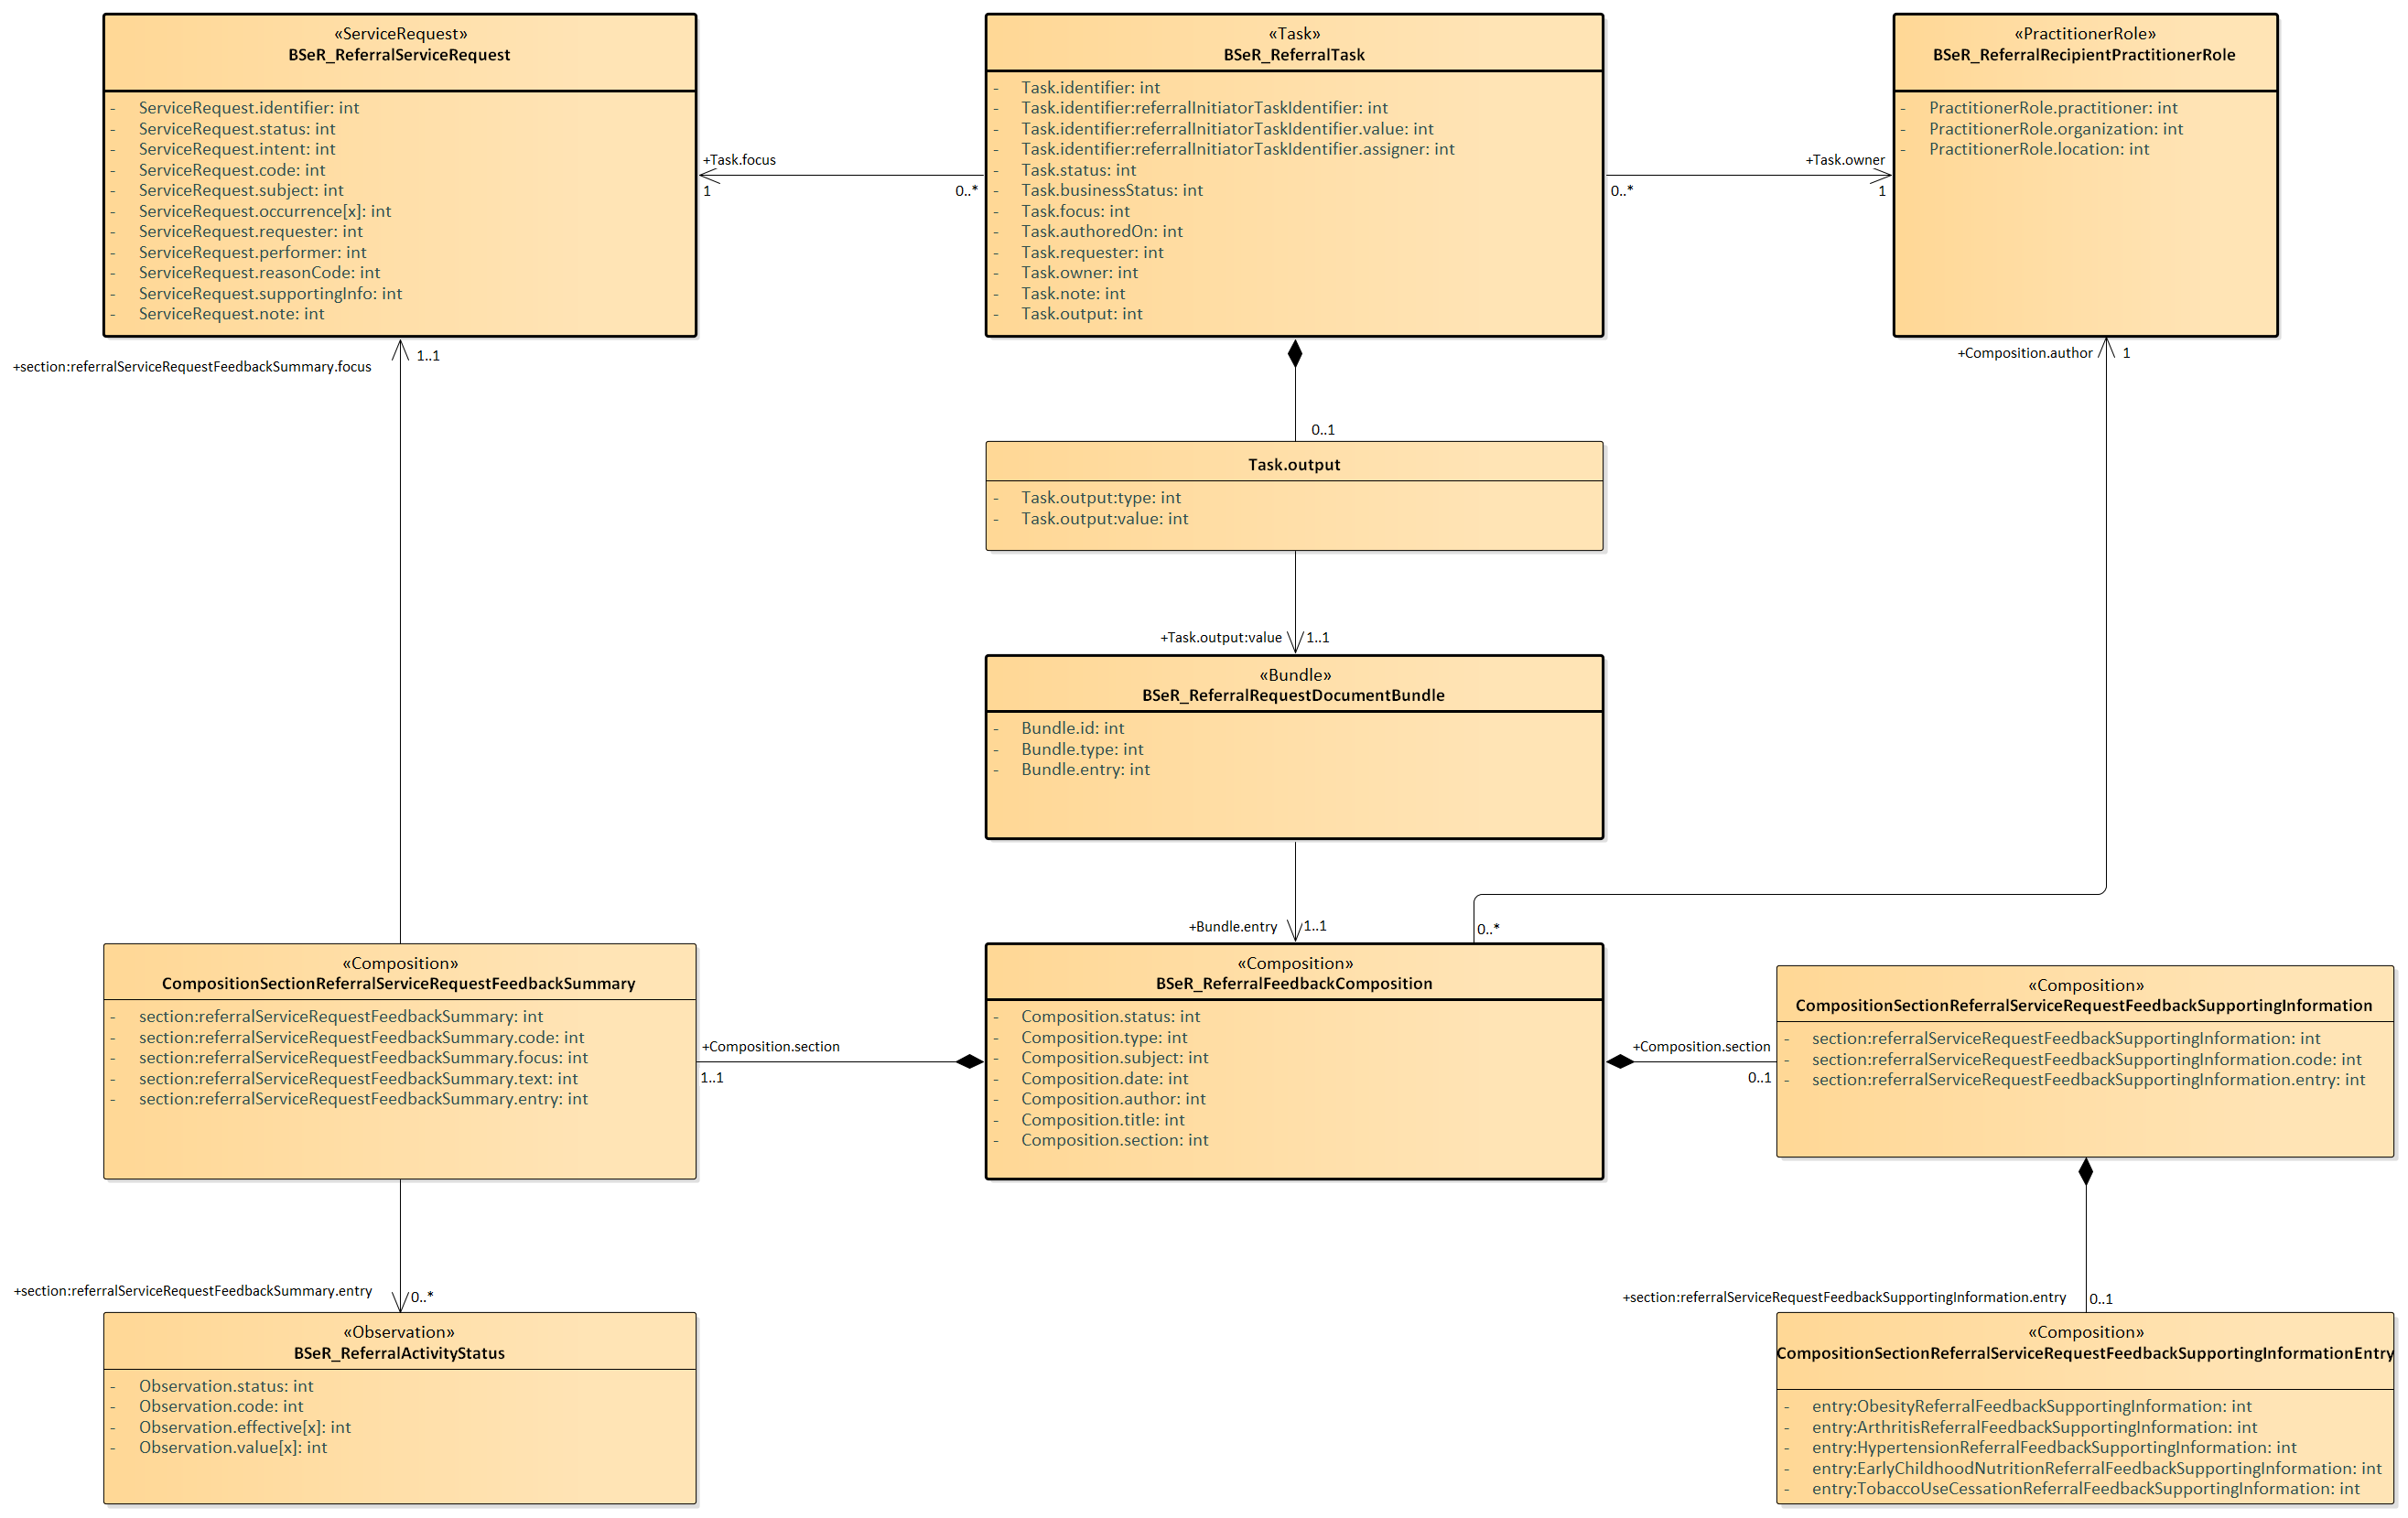 «ServiceRequest»
BSeR_ReferralServiceRequest
- ServiceRequest.identifier: int
- ServiceRequest.status: int
- ServiceRequest.intent: int
- ServiceRequest.code: int
- ServiceRequest.subject: int
- ServiceRequest.occurrence[x]: int
- ServiceRequest.requester: int
- ServiceRequest.performer: int
- ServiceRequest.reasonCode: int
- ServiceRequest.supportingInfo: int
- ServiceRequest.note: int
+Task.focus
1
0..*
«Task»
BSeR_ReferralTask
- Task.identifier: int
- Task.identifier:referralInitiatorTaskIdentifier: int
- Task.identifier:referralInitiatorTaskIdentifier.value: int
- Task.identifier:referralInitiatorTaskIdentifier.assigner: int
- Task.status: int
- Task.businessStatus: int
- Task.focus: int
- Task.authoredOn: int
- Task.requester: int
- Task.owner: int
- Task.note: int
- Task.output: int
+Task.owner
0..*
1
«PractitionerRole»
BSeR_ReferralRecipientPractitionerRole
- PractitionerRole.practitioner: int
- PractitionerRole.organization: int
- PractitionerRole.location: int
+section:referralServiceRequestFeedbackSummary.focus
1..1
+Composition.author
1
0..1
Task.output
- Task.output:type: int
- Task.output:value: int
+Task.output:value
1..1
«Bundle»
BSeR_ReferralRequestDocumentBundle
- Bundle.id: int
- Bundle.type: int
- Bundle.entry: int
+Bundle.entry
1..1
0..*
«Composition»
CompositionSectionReferralServiceRequestFeedbackSummary
- section:referralServiceRequestFeedbackSummary: int
- section:referralServiceRequestFeedbackSummary.code: int
- section:referralServiceRequestFeedbackSummary.focus: int
- section:referralServiceRequestFeedbackSummary.text: int
- section:referralServiceRequestFeedbackSummary.entry: int
+Composition.section
1..1
«Composition»
BSeR_ReferralFeedbackComposition
- Composition.status: int
- Composition.type: int
- Composition.subject: int
- Composition.date: int
- Composition.author: int
- Composition.title: int
- Composition.section: int
+Composition.section
0..1
«Composition»
CompositionSectionReferralServiceRequestFeedbackSupportingInformation
- section:referralServiceRequestFeedbackSupportingInformation: int
- section:referralServiceRequestFeedbackSupportingInformation.code: int
- section:referralServiceRequestFeedbackSupportingInformation.entry: int
+section:referralServiceRequestFeedbackSummary.entry
0..*
«Observation»
BSeR_ReferralActivityStatus
- Observation.status: int
- Observation.code: int
- Observation.effective[x]: int
- Observation.value[x]: int
+section:referralServiceRequestFeedbackSupportingInformation.entry
0..1
«Composition»
CompositionSectionReferralServiceRequestFeedbackSupportingInformationEntry
- entry:ObesityReferralFeedbackSupportingInformation: int
- entry:ArthritisReferralFeedbackSupportingInformation: int
- entry:HypertensionReferralFeedbackSupportingInformation: int
- entry:EarlyChildhoodNutritionReferralFeedbackSupportingInformation: int
- entry:TobaccoUseCessationReferralFeedbackSupportingInformation: int